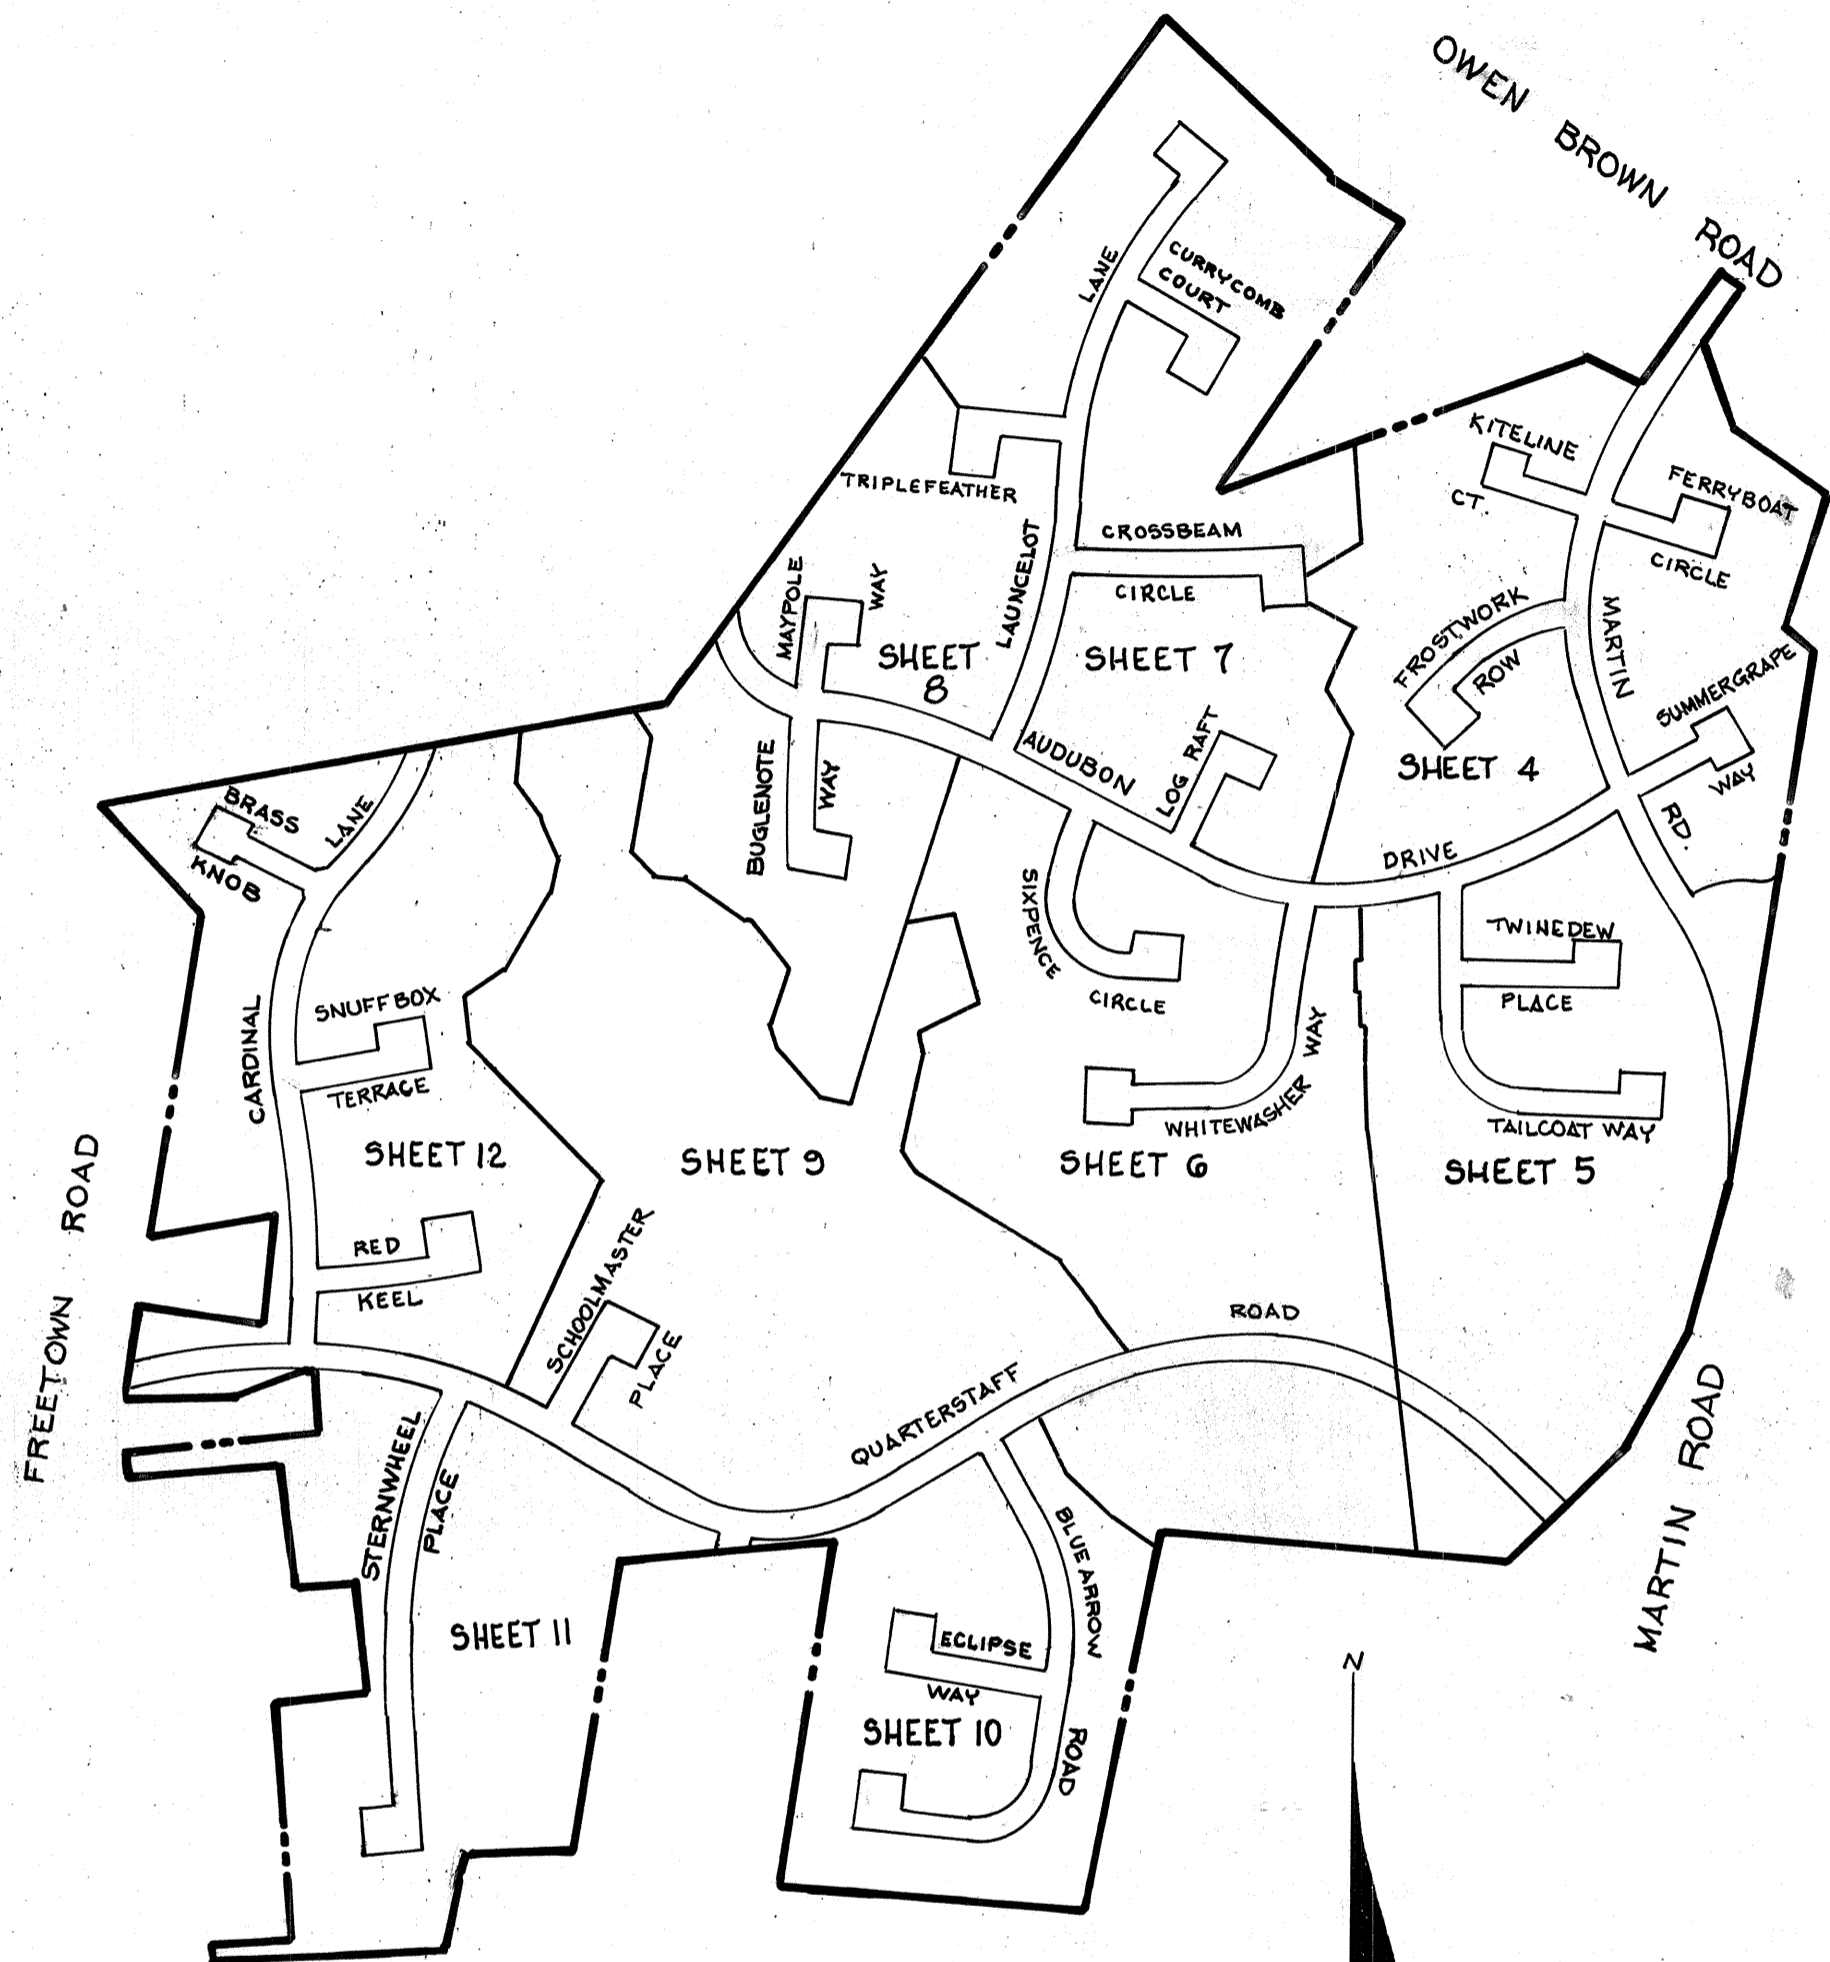 OWEN BROWN ROAD
CURRYCOMB
COURT
LANE
KITELINE
CT.
FERRYBOAT
CIRCLE
TRIPLEFEATHER
LAUNCELOT
CROSSBEAM
CIRCLE
MAYPOLE
WAY
SHEET
8
SHEET 7
FROSTWORK
ROW
MARTIN
RD.
SUMMERGRAPE
WAY
SHEET 4
AUDUBON
DRIVE
LOG RAFT
BUGLENOTE
WAY
BRASS
KNOB
LANE
CARDINAL
SIXPENCE
CIRCLE
TWINEDEW
PLACE
SNUFFBOX
TERRACE
WHITEWASHER WAY
TAILCOAT WAY
SHEET 12
SHEET 9
SHEET 6
SHEET 5
FREETOWN ROAD
RED
KEEL
SCHOOLMASTER
PLACE
QUARTERSTAFF
ROAD
MARTIN ROAD
STERNWHEEL
PLACE
BLUE ARROW
ROAD
SHEET 11
ECLIPSE
WAY
SHEET 10
N